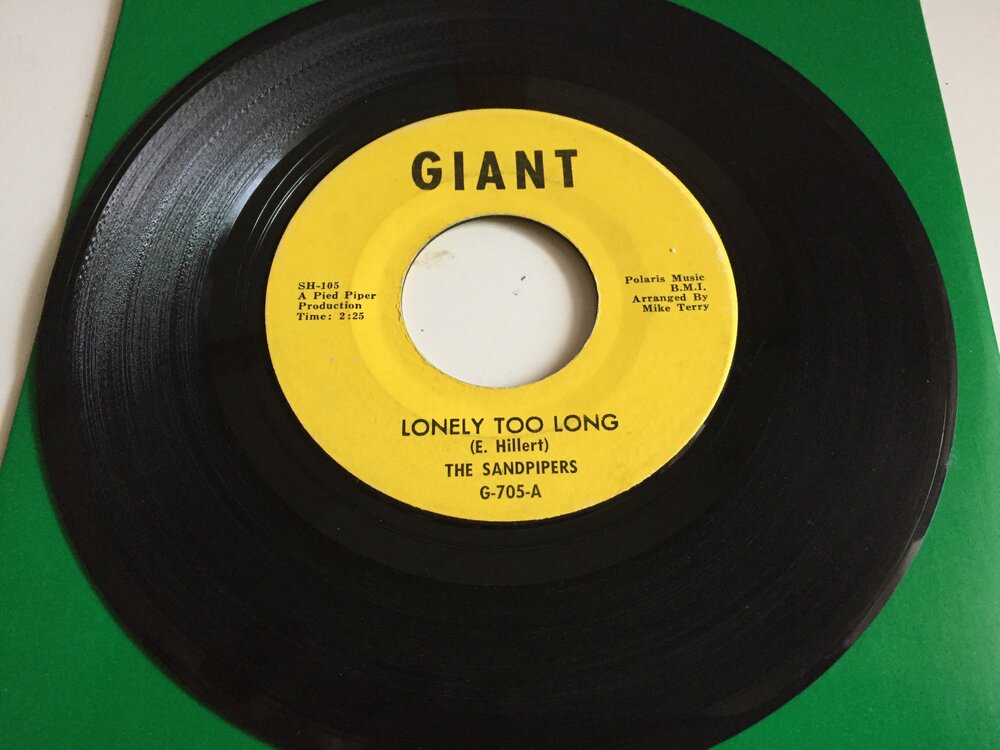 GIANT
SH-105
A Pied Piper
Production
Time: 2:25
Polaris Music
B.M.I.
Arranged By
Mike Terry
LONELY TOO LONG
(E. Hillert)
THE SANDPIPERS
G-705-A